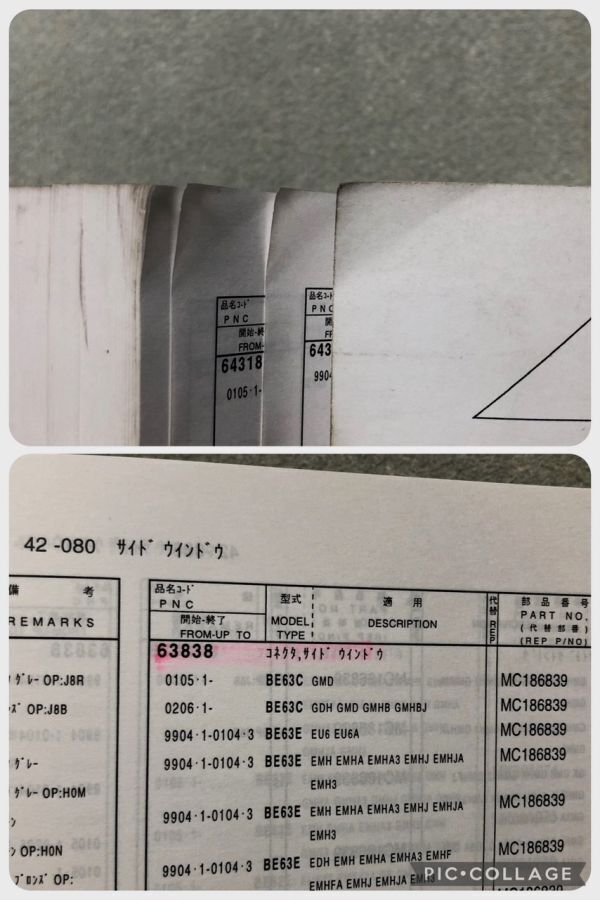 品名コード
PNC
開始-終
FROM-
64318
0105·1-
品名コード
PNC
開
FF
643
9904
42-080 サイド ウインドウ
備 考
REMARKS
グレー OP:J8R
ズ OP:J8B
グレー
グレー OP:H0M
ン
ン OP:H0N
ブロンズ OP:
品名コード
PNC
開始-終了
FROM-UP TO
型式
MODEL
TYPE
適 用
DESCRIPTION
代替
REP
部品番号
PART NO.
(代替部番)
(REP P/NO)
63838 コネクタ,サイド ウインドウ
0105·1- BE63C GMD MC186839
0206·1- BE63C GDH GMD GMHB GMHBJ MC186839
9904·1-0104·3 BE63E EU6 EU6A MC186839
9904·1-0104·3 BE63E EMH EMHA EMHA3 EMHJ EMHJA MC186839
EMH3
9904·1-0104·3 BE63E EMH EMHA EMHA3 EMHJ EMHJA MC186839
EMH3
9904·1-0104·3 BE63E EDH EMH EMHA EMHA3 EMHF MC186839
EMHFA EMHJ EMHJA
PIC•COLLAGE